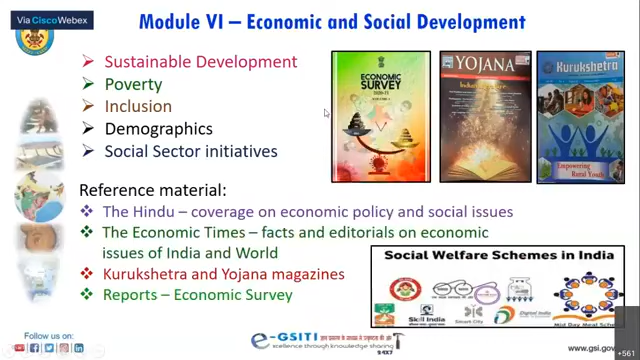 Via Cisco Webex
Module VI – Economic and Social Development
Sustainable Development
Poverty
Inclusion
Demographics
Social Sector initiatives
ECONOMIC
SURVEY
YOJANA
Kurukshetra
Empowering
Rural Youth
Reference material:
The Hindu – coverage on economic policy and social issues
The Economic Times – facts and editorials on economic
issues of India and World
Kurukshetra and Yojana magazines
Reports – Economic Survey
Social Welfare Schemes in India
Skill India
Smart-City
Digital India
Mid Day Meal Scheme
Follow us on:
e-GSITI
excellence through knowledge sharing
www.gsi.gov
+561